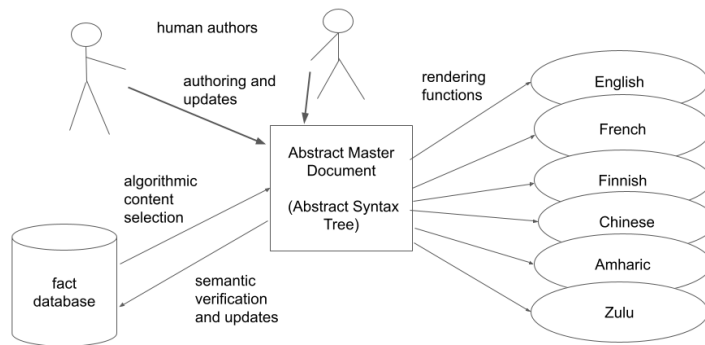 human authors
authoring and
updates
rendering
functions
English
French
Finnish
Chinese
Amharic
Zulu
Abstract Master
Document
(Abstract Syntax
Tree)
algorithmic
content
selection
fact
database
semantic
verification
and updates